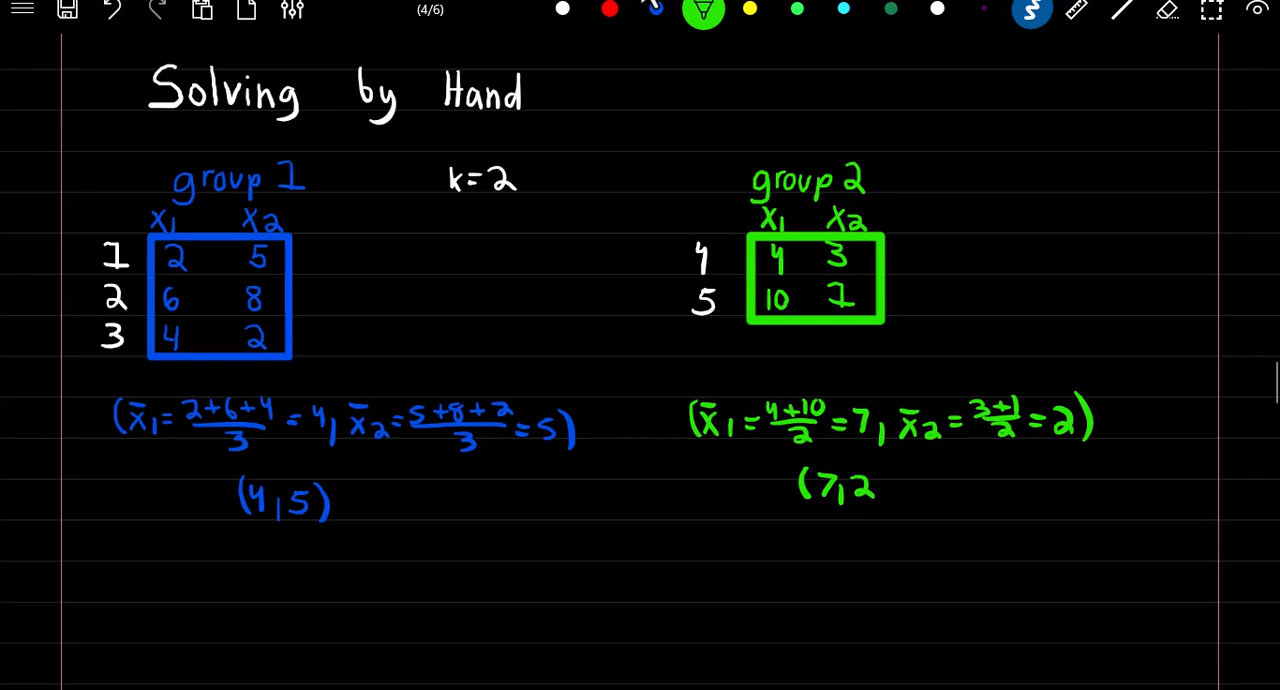 (4/6)
Solving by Hand
group 1
k=2
group 2
X1 X2
1 2 5
2 6 8
3 4 2
X1 X2
4 4 3
5 10 1
(x̄1 = (2+6+4)/3 = 4, x̄2 = (5+8+2)/3 = 5)
(4,5)
(x̄1 = (4+10)/2 = 7, x̄2 = (3+1)/2 = 2)
(7,2